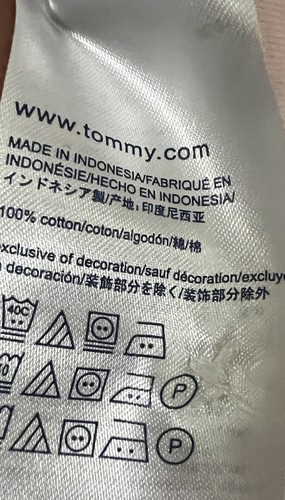 www.tommy.com
MADE IN INDONESIA/FABRIQUÉ EN
INDONÉSIE/HECHO EN INDONESIA/
インドネシア製/产地: 印度尼西亚
100% cotton/coton/algodón/綿/棉
exclusive of decoration/sauf décoration/excluye
decoración/装飾部分を除く/装饰部分除外
40C
P
P